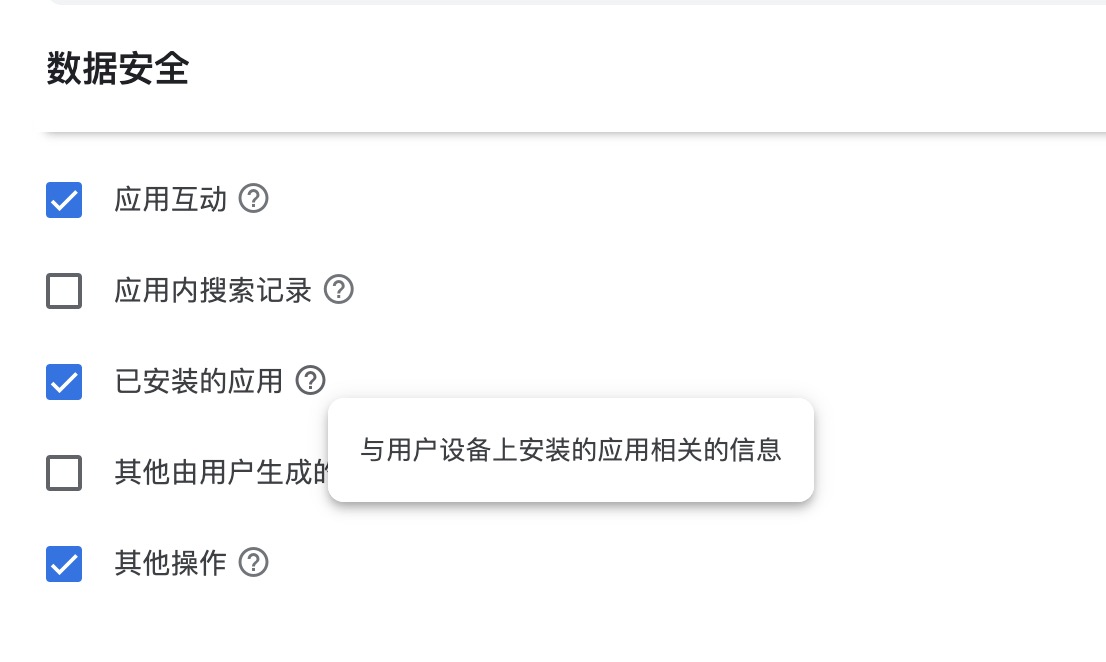 数据安全
应用互动
应用内搜索记录
已安装的应用
与用户设备上安装的应用相关的信息
其他由用户生成的
其他操作